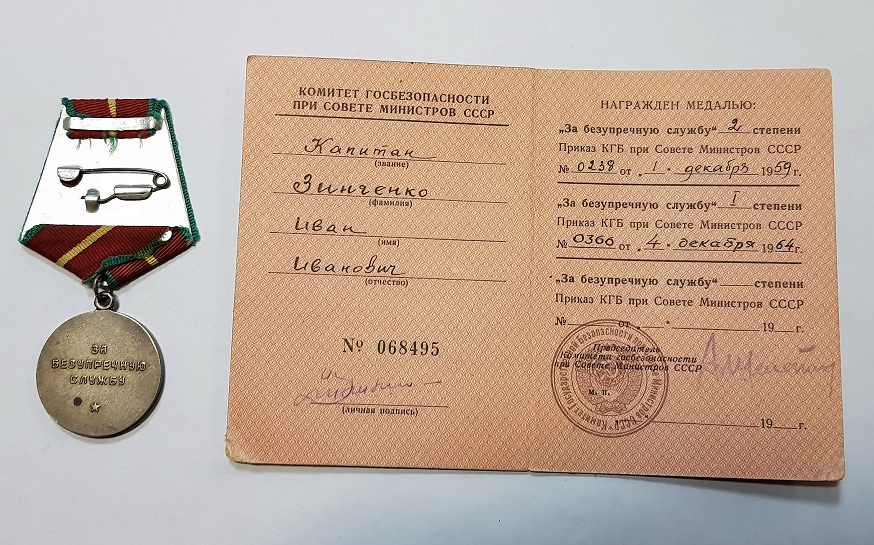 ЗА
БЕЗУПРЕЧНУЮ
СЛУЖБУ
КОМИТЕТ ГОСБЕЗОПАСНОСТИ
ПРИ СОВЕТЕ МИНИСТРОВ СССР
Капитан
(звание)
Зинченко
(фамилия)
Иван
(имя)
Иванович
(отчество)
№ 068495
(личная подпись)
НАГРАЖДЕН МЕДАЛЬЮ:
„За безупречную службу“ 2 степени
Приказ КГБ при Совете Министров СССР
№ 0238 от „1“ декабря 1959 г.
„За безупречную службу“ I степени
Приказ КГБ при Совете Министров СССР
№ 0366 от „4“ декабря 1964 г.
„За безупречную службу“ степени
Приказ КГБ при Совете Министров СССР
№ от „ “ 19 г.
Председатель
Комитета госбезопасности
при Совете Министров СССР
м. п.
19 г.